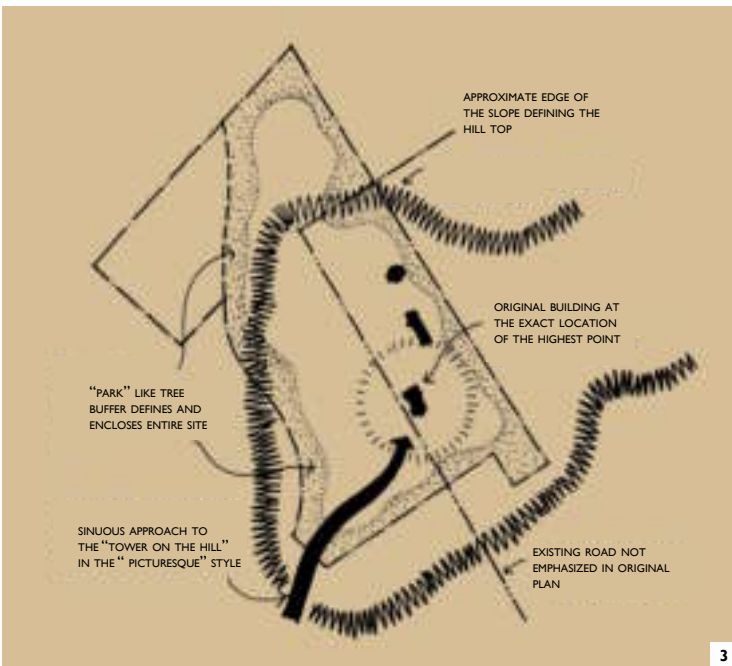 APPROXIMATE EDGE OF
THE SLOPE DEFINING THE
HILL TOP
ORIGINAL BUILDING AT
THE EXACT LOCATION
OF THE HIGHEST POINT
“PARK” LIKE TREE
BUFFER DEFINES AND
ENCLOSES ENTIRE SITE
SINUOUS APPROACH TO
THE “TOWER ON THE HILL”
IN THE “ PICTURESQUE” STYLE
EXISTING ROAD NOT
EMPHASIZED IN ORIGINAL
PLAN
3